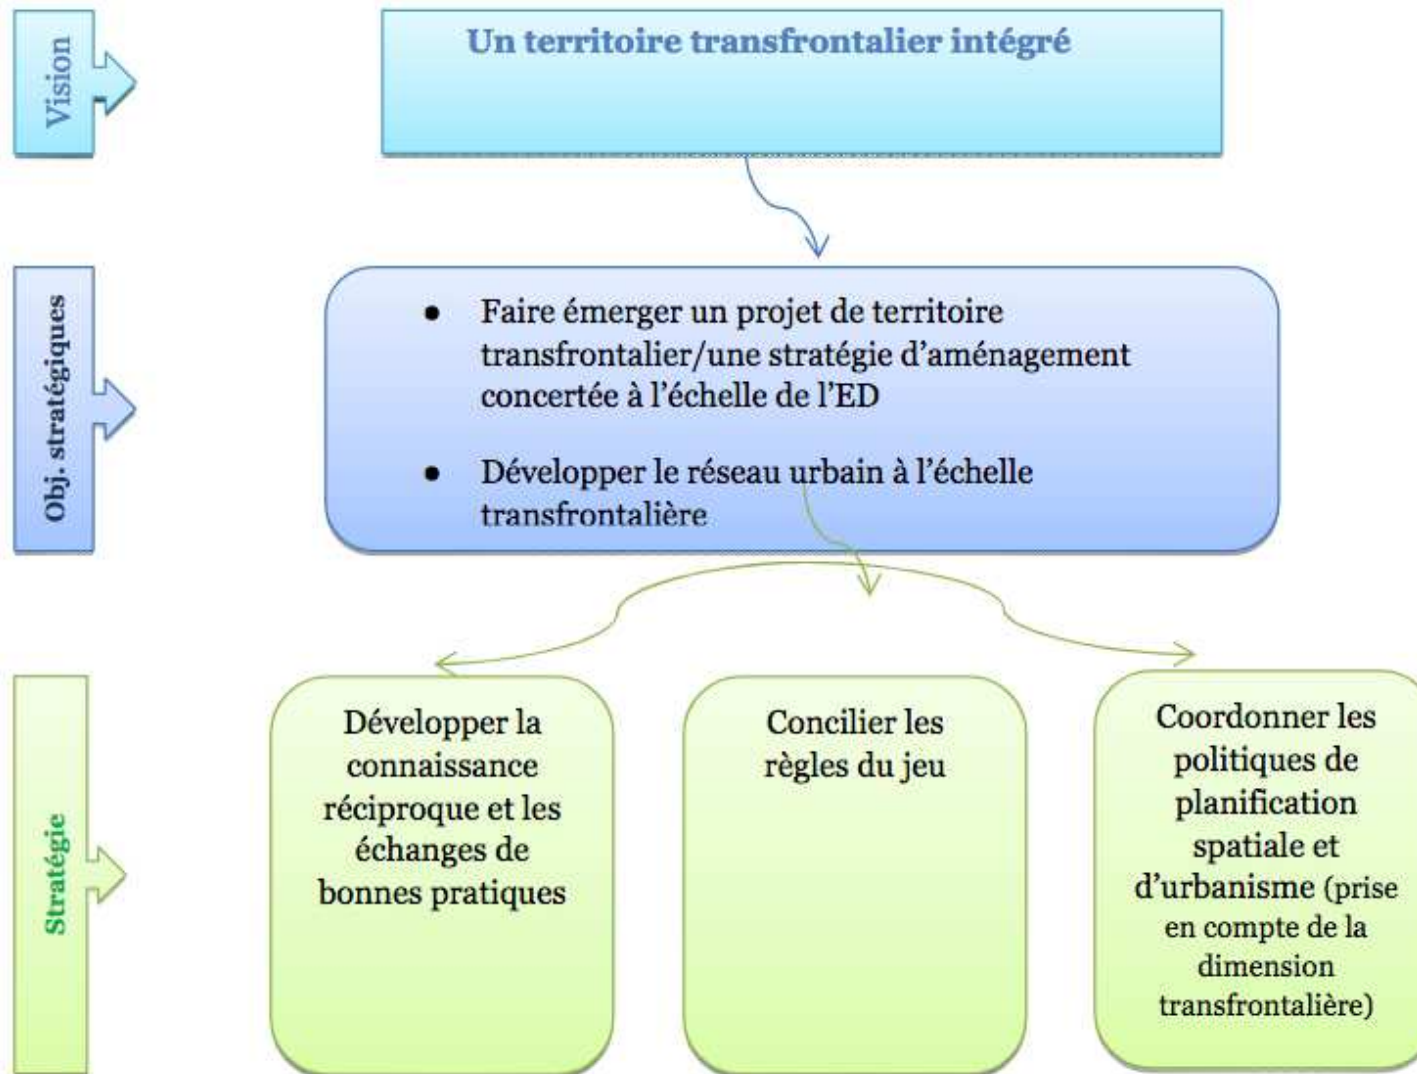 Vision
Un territoire transfrontalier intégré
Obj. stratégiques
● Faire émerger un projet de territoire
transfrontalier/une stratégie d’aménagement
concertée à l’échelle de l’ED
● Développer le réseau urbain à l’échelle
transfrontalière
Stratégie
Développer la
connaissance
réciproque et les
échanges de
bonnes pratiques
Concilier les
règles du jeu
Coordonner les
politiques de
planification
spatiale et
d’urbanisme (prise
en compte de la
dimension
transfrontalière)